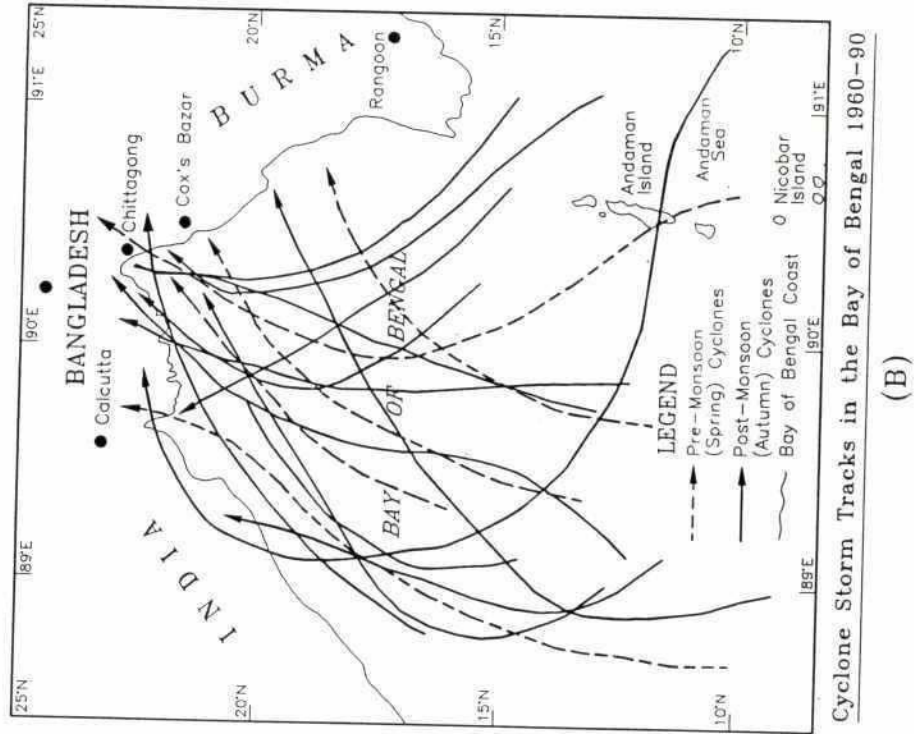 89°E
90°E
91°E
25°N
25°N
BANGLADESH
Calcutta
Chittagong
Cox's Bazar
INDIA
BURMA
20°N
20°N
Rangoon
BAY OF BENGAL
15°N
15°N
LEGEND
Pre-Monsoon
(Spring) Cyclones
Post-Monsoon
(Autumn) Cyclones
Bay of Bengal Coast
Andaman
Island
Andaman
Sea
Nicobar
Island
10°N
10°N
89°E
90°E
91°E
Cyclone Storm Tracks in the Bay of Bengal 1960-90
(B)